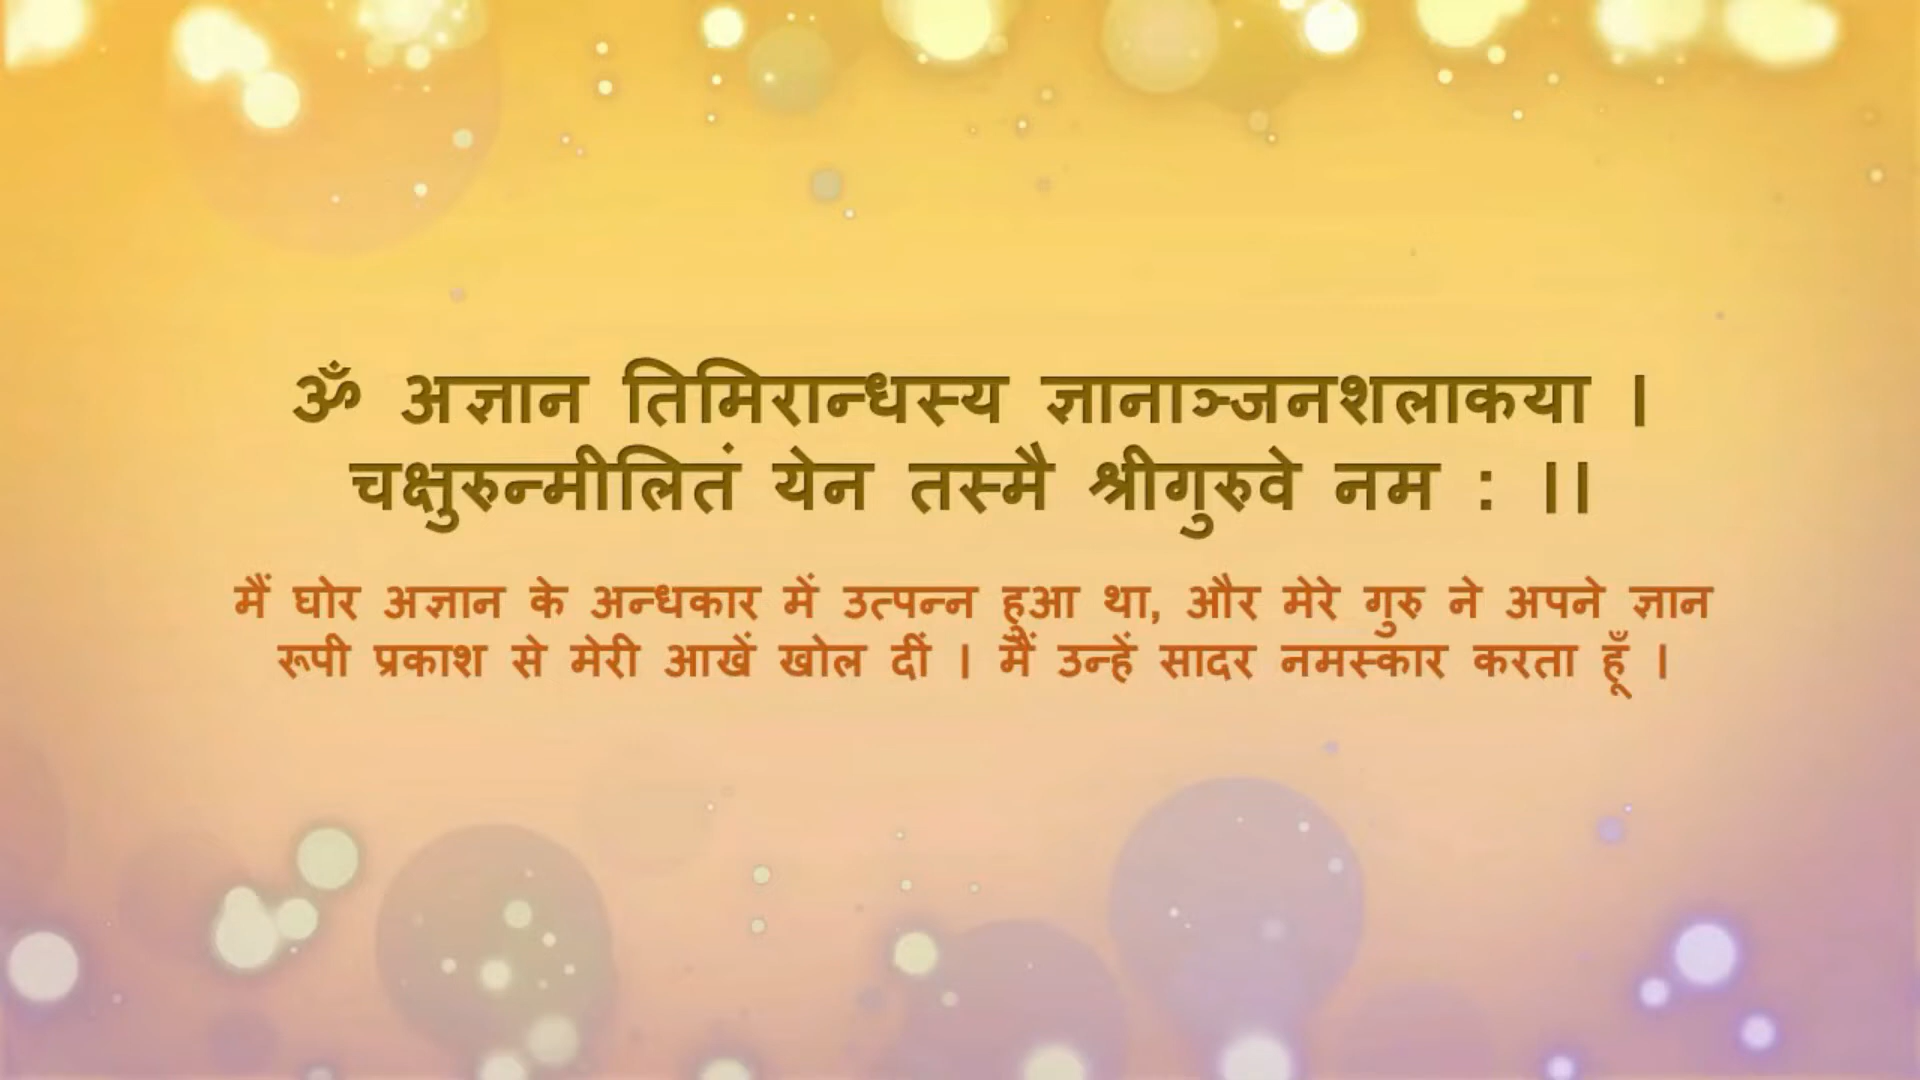 ॐ अज्ञान तिमिरान्धस्य ज्ञानाञ्जनशलाकया |
चक्षुरुन्मीलितं येन तस्मै श्रीगुरुवे नम : ||
मैं घोर अज्ञान के अन्धकार में उत्पन्न हुआ था, और मेरे गुरु ने अपने ज्ञान
रूपी प्रकाश से मेरी आखें खोल दीं | मैं उन्हें सादर नमस्कार करता हूँ |